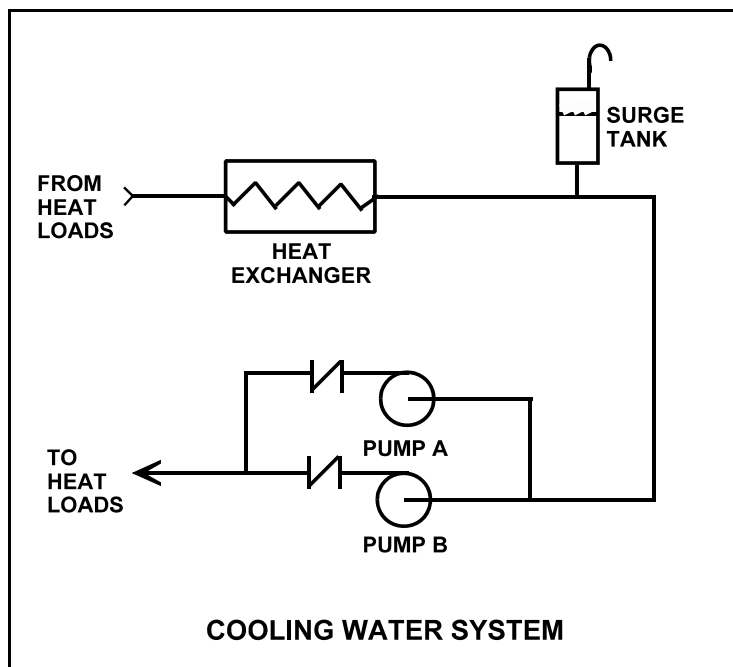 SURGE
TANK
FROM
HEAT
LOADS
HEAT
EXCHANGER
PUMP A
TO
HEAT
LOADS
PUMP B
COOLING WATER SYSTEM